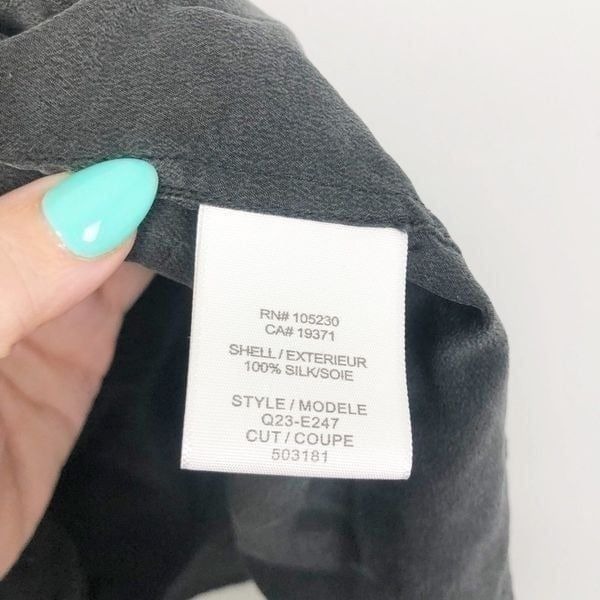 RN# 105230
CA# 19371
SHELL / EXTERIEUR
100% SILK/SOIE
STYLE / MODELE
Q23-E247
CUT / COUPE
503181